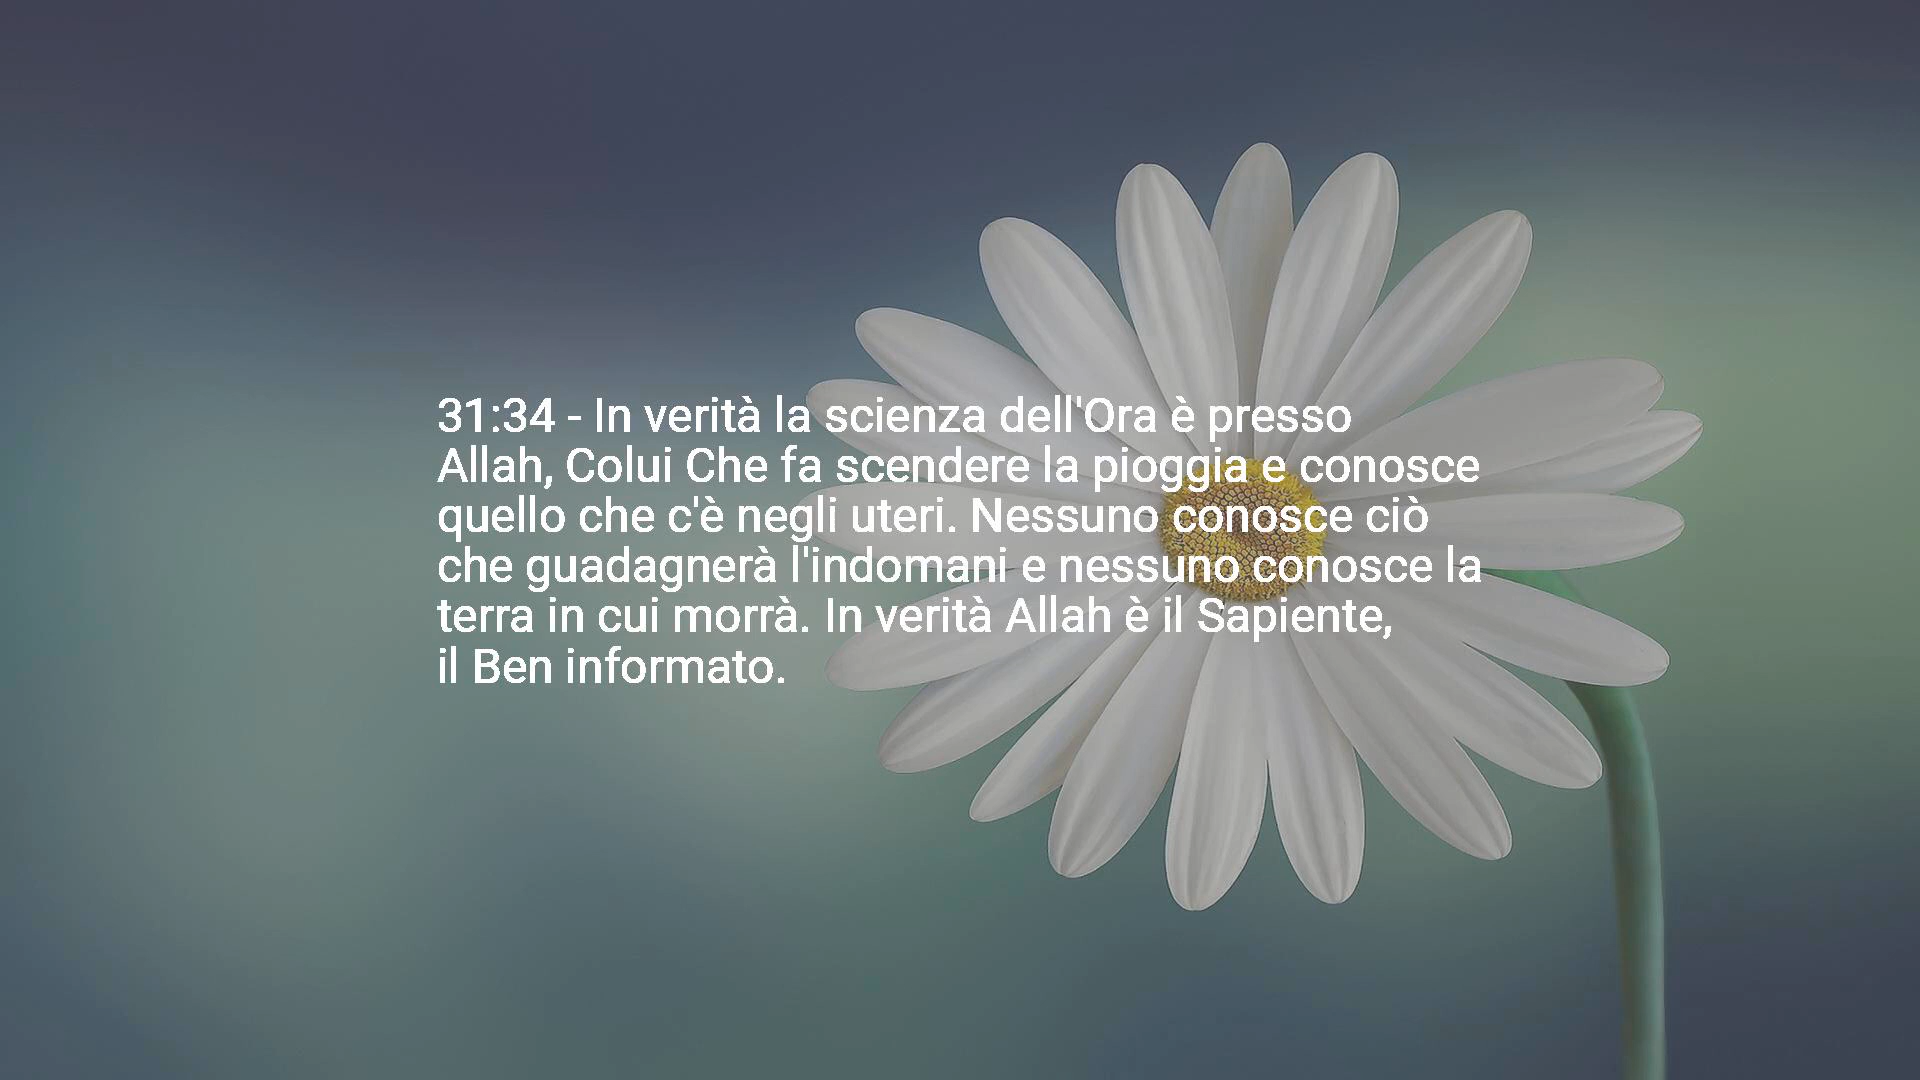 31:34 - In verità la scienza dell'Ora è presso
Allah, Colui Che fa scendere la pioggia e conosce
quello che c'è negli uteri. Nessuno conosce ciò
che guadagnerà l'indomani e nessuno conosce la
terra in cui morrà. In verità Allah è il Sapiente,
il Ben informato.